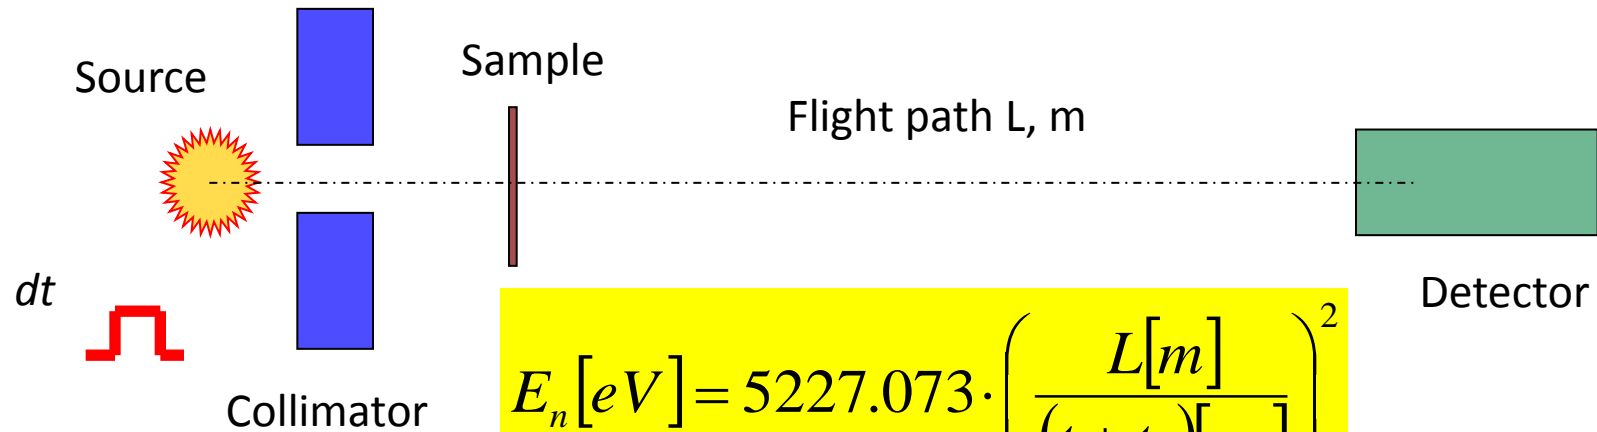 Source
Sample
Flight path L, m
dt
Detector
Collimator
E_n[eV] = 5227.073 · (L[m]
)^2